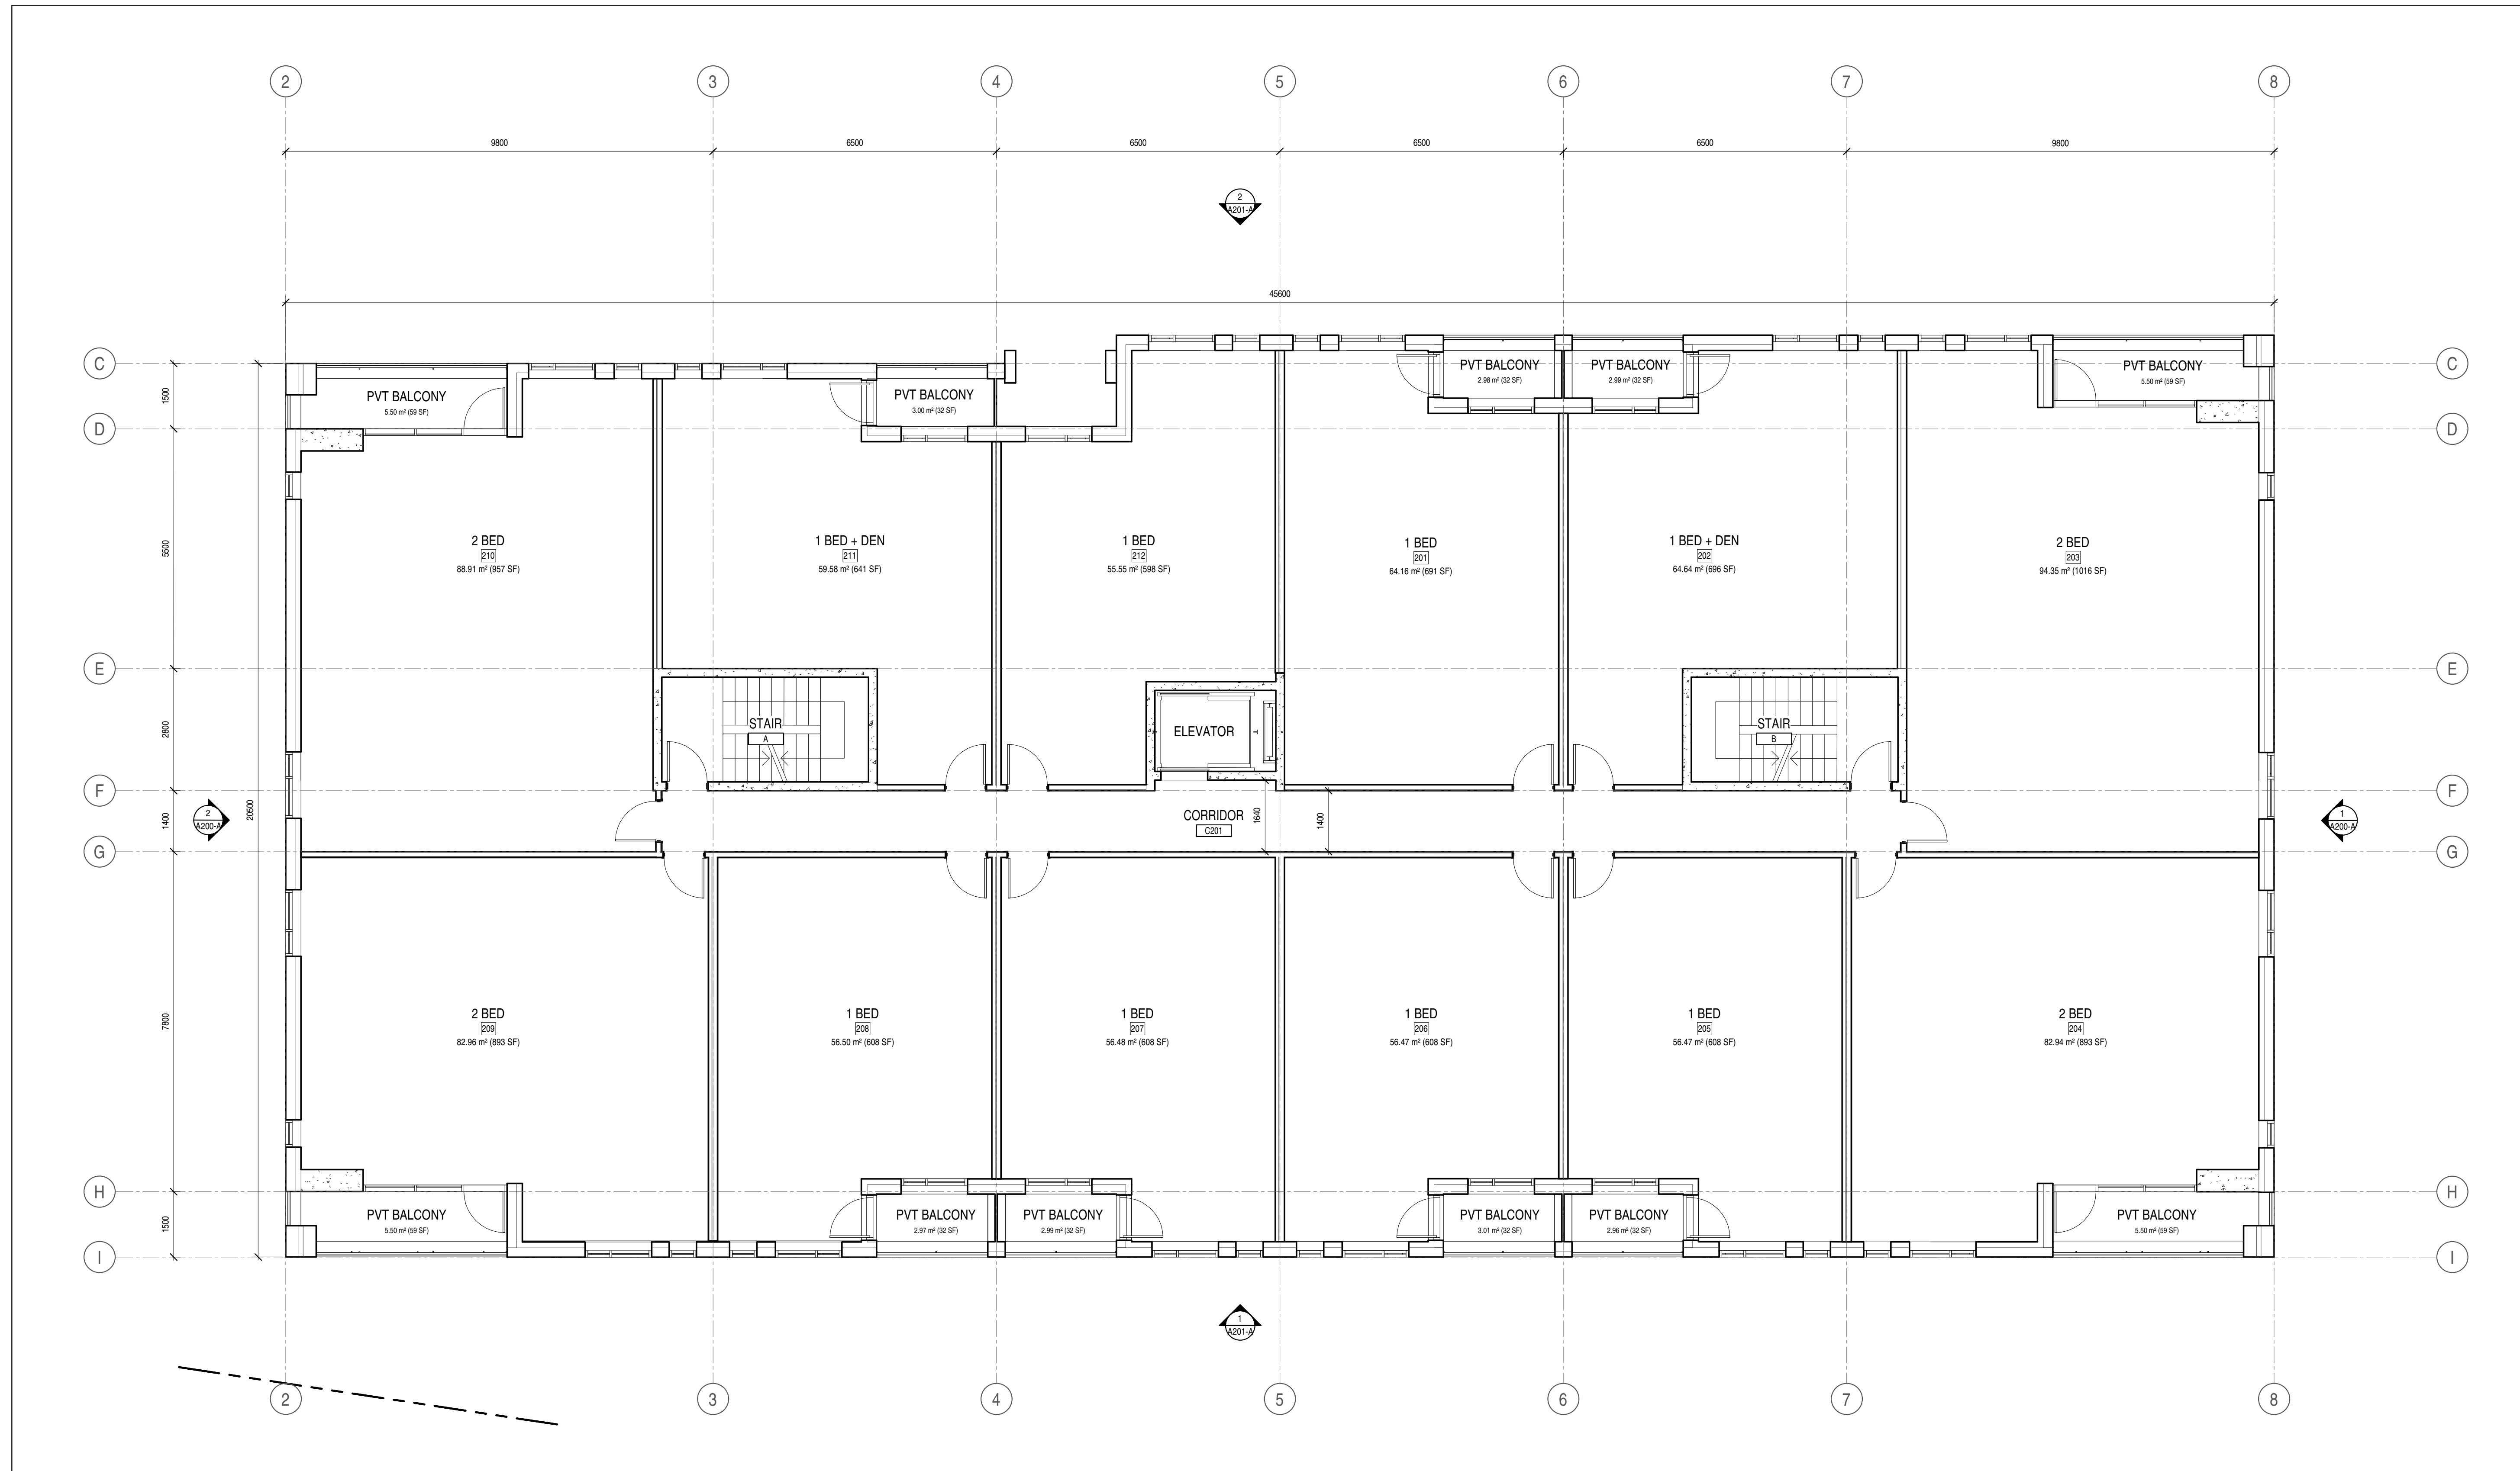 2 3 4 5 6 7 8
9800 6500 6500 6500 6500 9800
2
A201-A
45600
C C
PVT BALCONY
5.50 m² (59 SF)
PVT BALCONY
3.00 m² (32 SF)
PVT BALCONY
2.98 m² (32 SF)
PVT BALCONY
2.99 m² (32 SF)
PVT BALCONY
5.50 m² (59 SF)
1500
D D
5500
2 BED
210
88.91 m² (957 SF)
1 BED + DEN
211
59.58 m² (641 SF)
1 BED
212
55.55 m² (598 SF)
1 BED
201
64.16 m² (691 SF)
1 BED + DEN
202
64.64 m² (696 SF)
2 BED
203
94.35 m² (1016 SF)
E E
2800
STAIR
A
ELEVATOR
STAIR
B
F F
2
A200-A
1400
20500
CORRIDOR
C201
1640
1400
1
A200-A
G G
7800
2 BED
209
82.96 m² (893 SF)
1 BED
208
56.50 m² (608 SF)
1 BED
207
56.48 m² (608 SF)
1 BED
206
56.47 m² (608 SF)
1 BED
205
56.47 m² (608 SF)
2 BED
204
82.94 m² (893 SF)
H H
1500
PVT BALCONY
5.50 m² (59 SF)
PVT BALCONY
2.97 m² (32 SF)
PVT BALCONY
2.99 m² (32 SF)
PVT BALCONY
3.01 m² (32 SF)
PVT BALCONY
2.96 m² (32 SF)
PVT BALCONY
5.50 m² (59 SF)
I I
1
A201-A
2 3 4 5 6 7 8